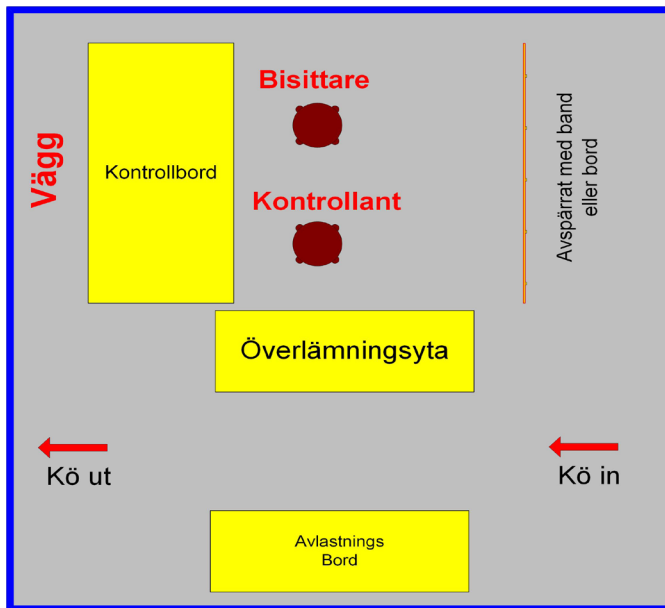 Bisittare
Vägg
Kontrollbord
Kontrollant
Avspärrat med band
eller bord
Överlämningsyta
Kö ut
Kö in
Avlastnings
Bord